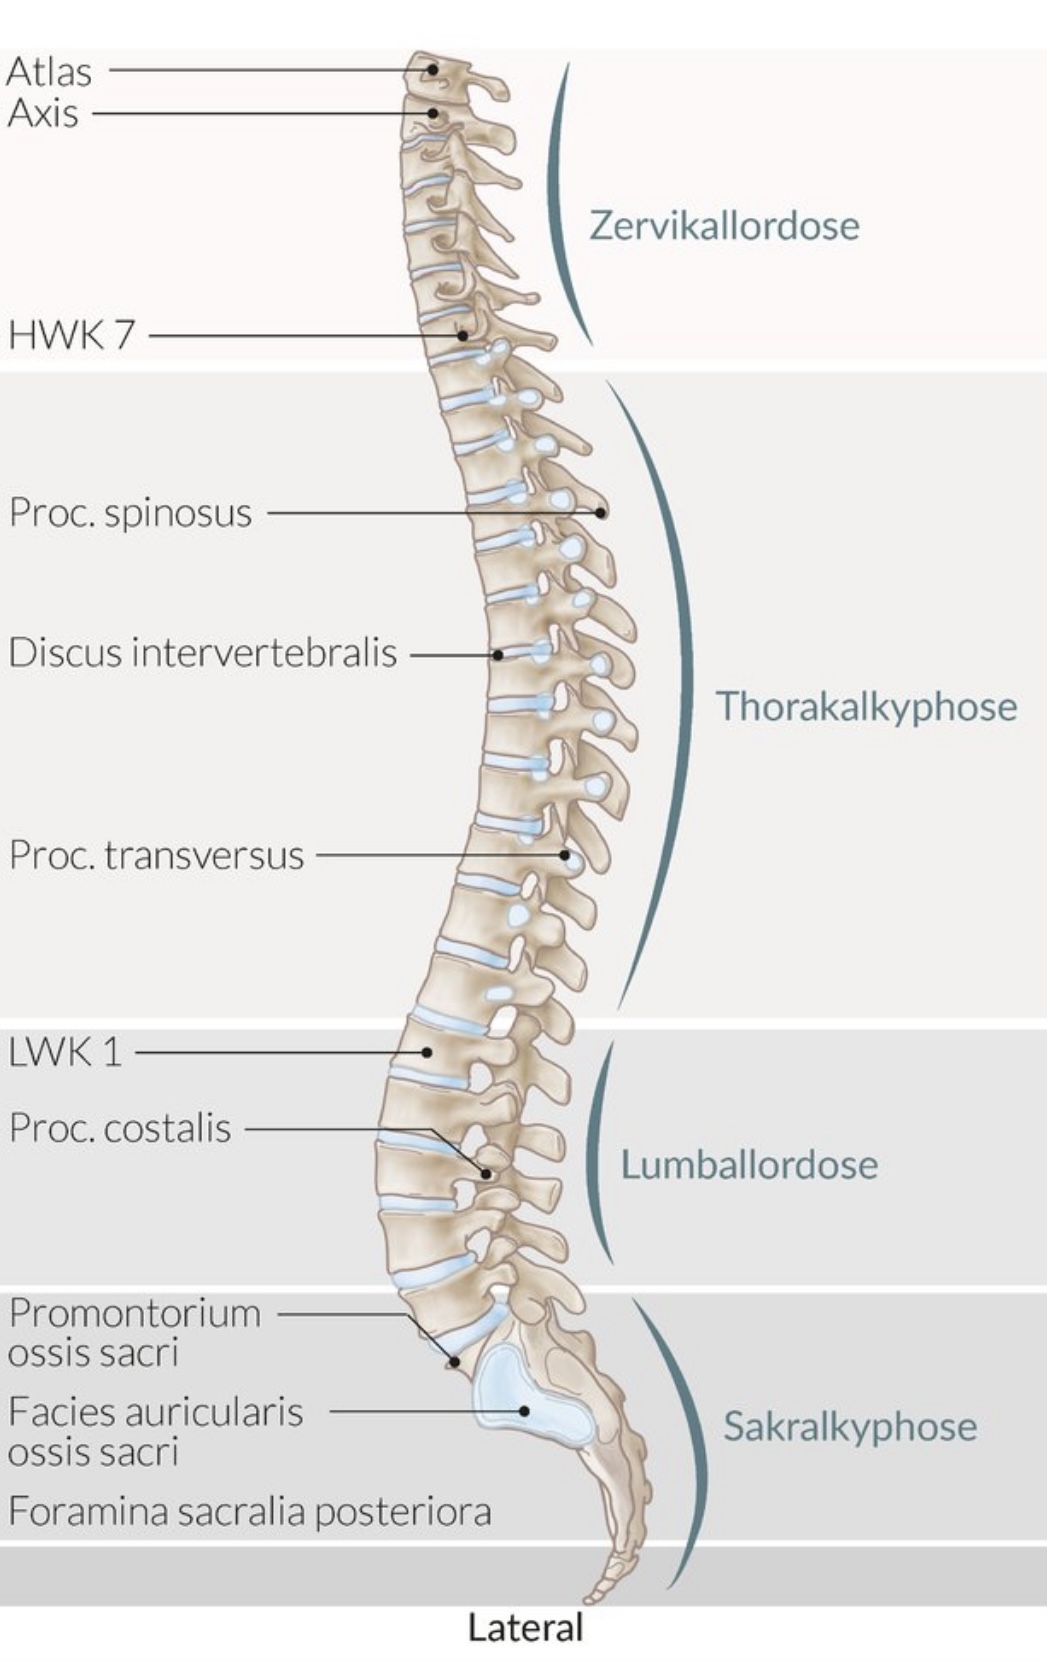 Atlas
Axis
Zervikallordose
HWK 7
Proc. spinosus
Discus intervertebralis
Thorakalkyphose
Proc. transversus
LWK 1
Proc. costalis
Lumballordose
Promontorium
ossis sacri
Facies auricularis
ossis sacri
Sakralkyphose
Foramina sacralia posteriora
Lateral